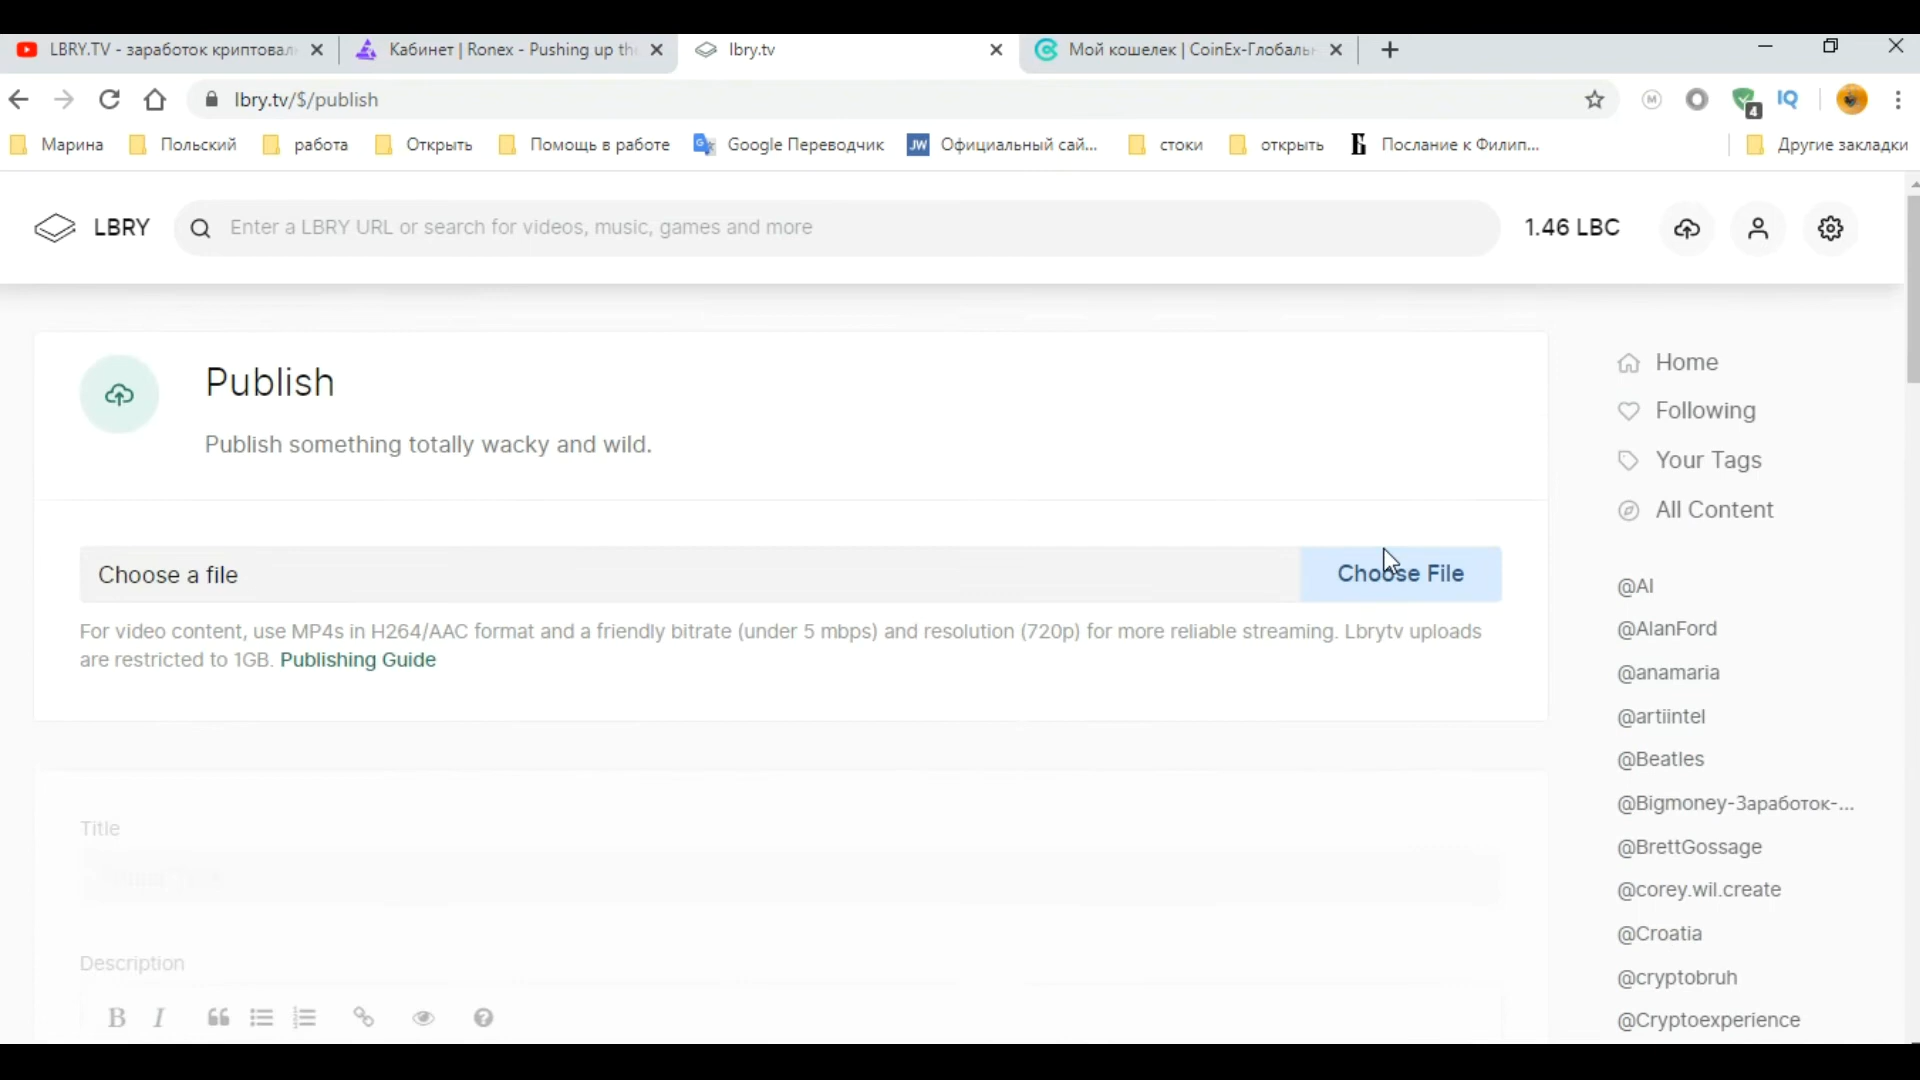 LBRY.TV - заработок криптовал
Кабинет | Ronex - Pushing up th
lbry.tv
Мой кошелек | CoinEx-Глобаль
lbry.tv/$/publish
4
IQ
Марина
Польский
работа
Открыть
Помощь в работе
Google Переводчик
JW
Официальный сай...
стоки
открыть
Послание к Филип...
Другие закладки
LBRY
Enter a LBRY URL or search for videos, music, games and more
1.46 LBC
Publish
Publish something totally wacky and wild.
Choose a file
Choose File
For video content, use MP4s in H264/AAC format and a friendly bitrate (under 5 mbps) and resolution (720p) for more reliable streaming. Lbrytv uploads
are restricted to 1GB. Publishing Guide
Title
Description
B I
Home
Following
Your Tags
All Content
@AI
@AlanFord
@anamaria
@artiintel
@Beatles
@Bigmoney-Заработок-...
@BrettGossage
@corey.wil.create
@Croatia
@cryptobruh
@Cryptoexperience